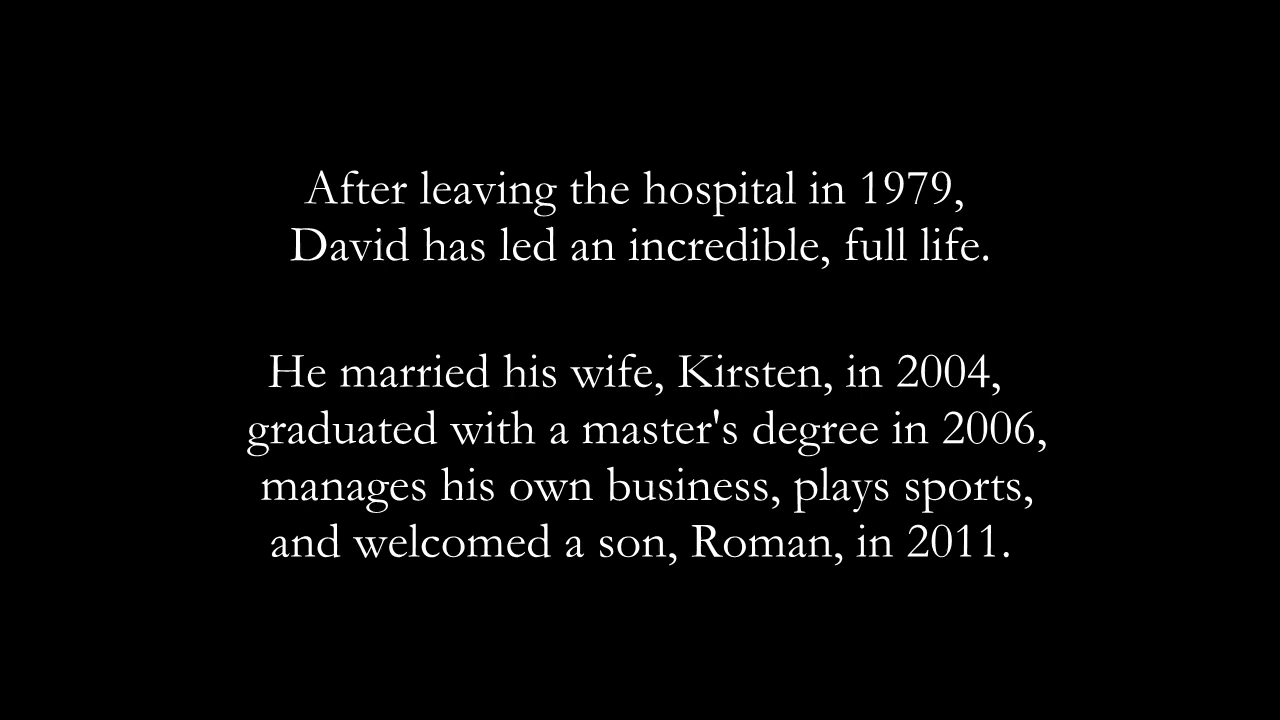 After leaving the hospital in 1979,
David has led an incredible, full life.
He married his wife, Kirsten, in 2004,
graduated with a master's degree in 2006,
manages his own business, plays sports,
and welcomed a son, Roman, in 2011.